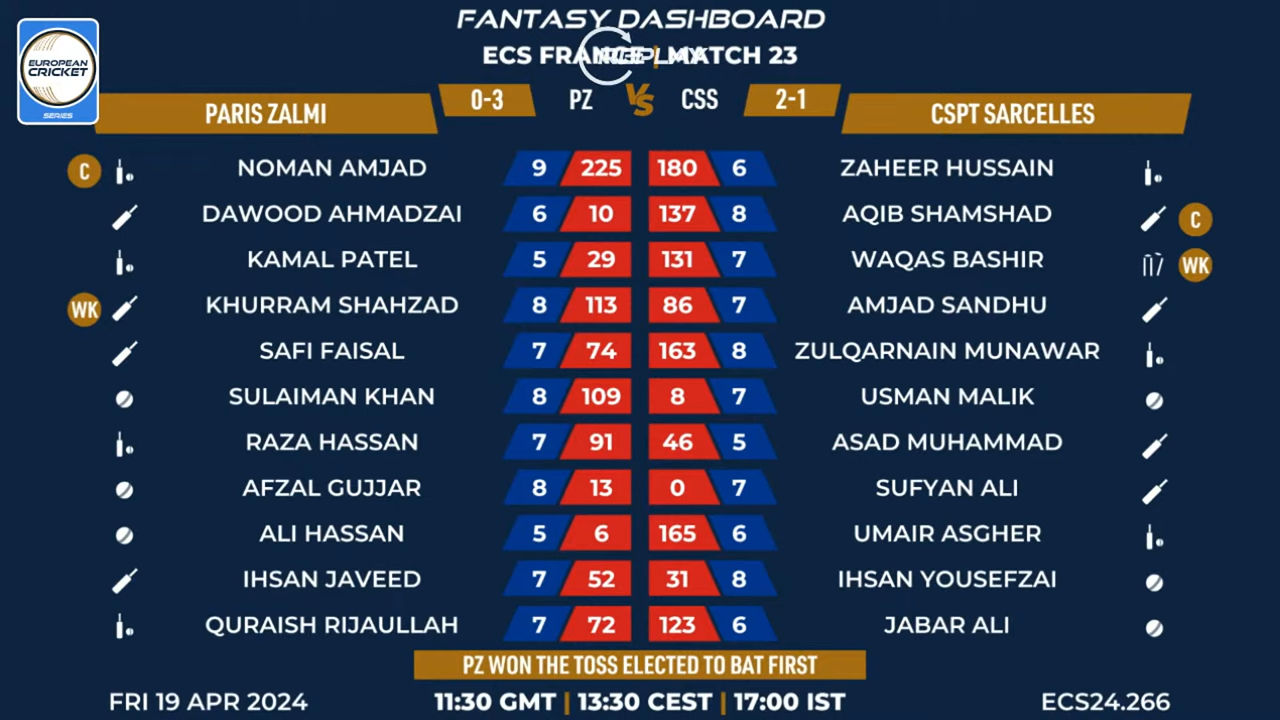 FANTASY DASHBOARD
EUROPEAN CRICKET SERIES
ECS FRANCE | MATCH 23
PARIS ZALMI 0-3 PZ VS CSS 2-1 CSPT SARCELLES
C NOMAN AMJAD 9 225 180 6 ZAHEER HUSSAIN
DAWOOD AHMADZAI 6 10 137 8 AQIB SHAMSHAD C
KAMAL PATEL 5 29 131 7 WAQAS BASHIR WK
WK KHURRAM SHAHZAD 8 113 86 7 AMJAD SANDHU
SAFI FAISAL 7 74 163 8 ZULQARNAIN MUNAWAR
SULAIMAN KHAN 8 109 8 7 USMAN MALIK
RAZA HASSAN 7 91 46 5 ASAD MUHAMMAD
AFZAL GUJJAR 8 13 0 7 SUFYAN ALI
ALI HASSAN 5 6 165 6 UMAIR ASGHER
IHSAN JAVEED 7 52 31 8 IHSAN YOUSEFZAI
QURAISH RIJAULLAH 7 72 123 6 JABAR ALI
PZ WON THE TOSS ELECTED TO BAT FIRST
FRI 19 APR 2024 11:30 GMT | 13:30 CEST | 17:00 IST ECS24.266